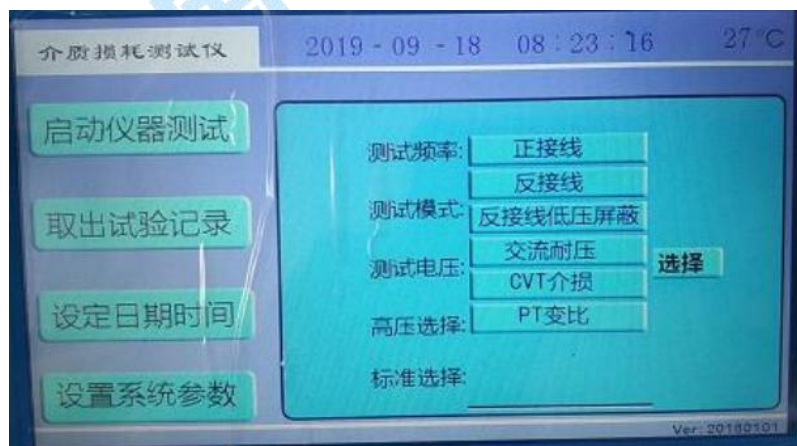 介质损耗测试仪
2019-09-18 08:23:16 27℃
启动仪器测试
取出试验记录
设定日期时间
设置系统参数
测试频率:
正接线
反接线
测试模式:
反接线低压屏蔽
交流耐压
测试电压:
选择
CVT介损
高压选择:
PT变比
标准选择:
Ver:20180101